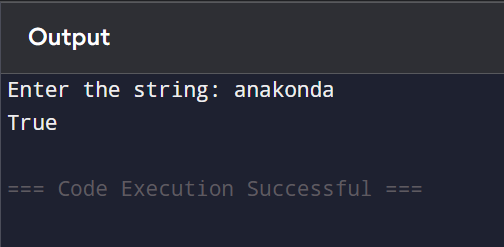 Output
Enter the string: anakonda
True
=== Code Execution Successful ===